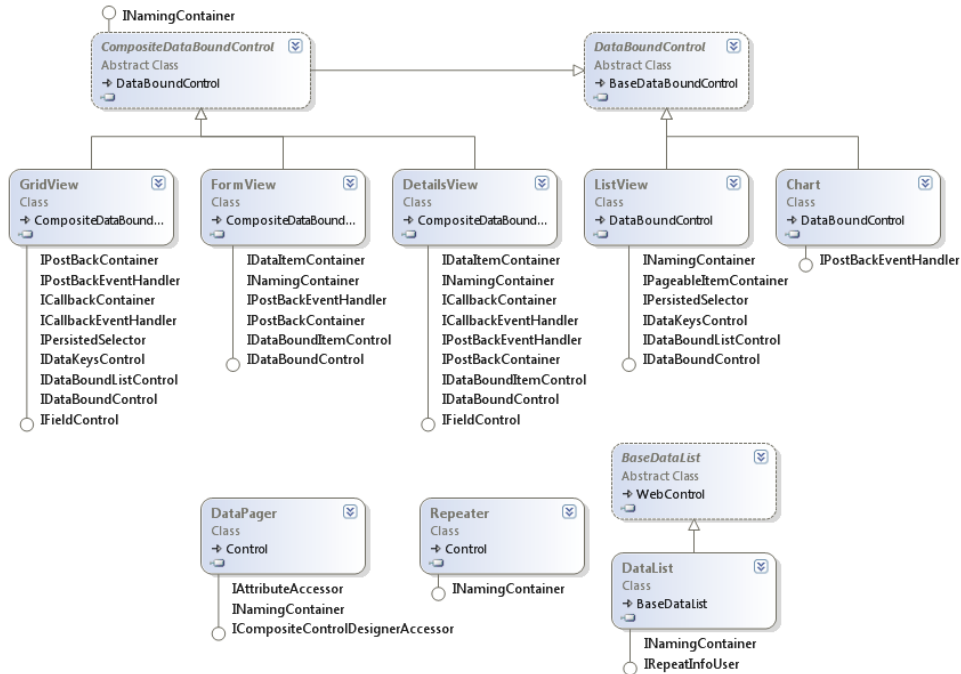 INamingContainer
CompositeDataBoundControl
Abstract Class
DataBoundControl
DataBoundControl
Abstract Class
BaseDataBoundControl
GridView
Class
CompositeDataBound...
IPostBackContainer
IPostBackEventHandler
ICallbackContainer
ICallbackEventHandler
IPersistedSelector
IDataKeysControl
IDataBoundListControl
IDataBoundControl
IFieldControl
FormView
Class
CompositeDataBound...
IDataItemContainer
INamingContainer
IPostBackEventHandler
IPostBackContainer
IDataBoundItemControl
IDataBoundControl
DetailsView
Class
CompositeDataBound...
IDataItemContainer
INamingContainer
ICallbackContainer
ICallbackEventHandler
IPostBackEventHandler
IPostBackContainer
IDataBoundItemControl
IDataBoundControl
IFieldControl
ListView
Class
DataBoundControl
INamingContainer
IPageableItemContainer
IPersistedSelector
IDataKeysControl
IDataBoundListControl
IDataBoundControl
Chart
Class
DataBoundControl
IPostBackEventHandler
DataPager
Class
Control
IAttributeAccessor
INamingContainer
ICompositeControlDesignerAccessor
Repeater
Class
Control
INamingContainer
BaseDataList
Abstract Class
WebControl
DataList
Class
BaseDataList
INamingContainer
IRepeatInfoUser